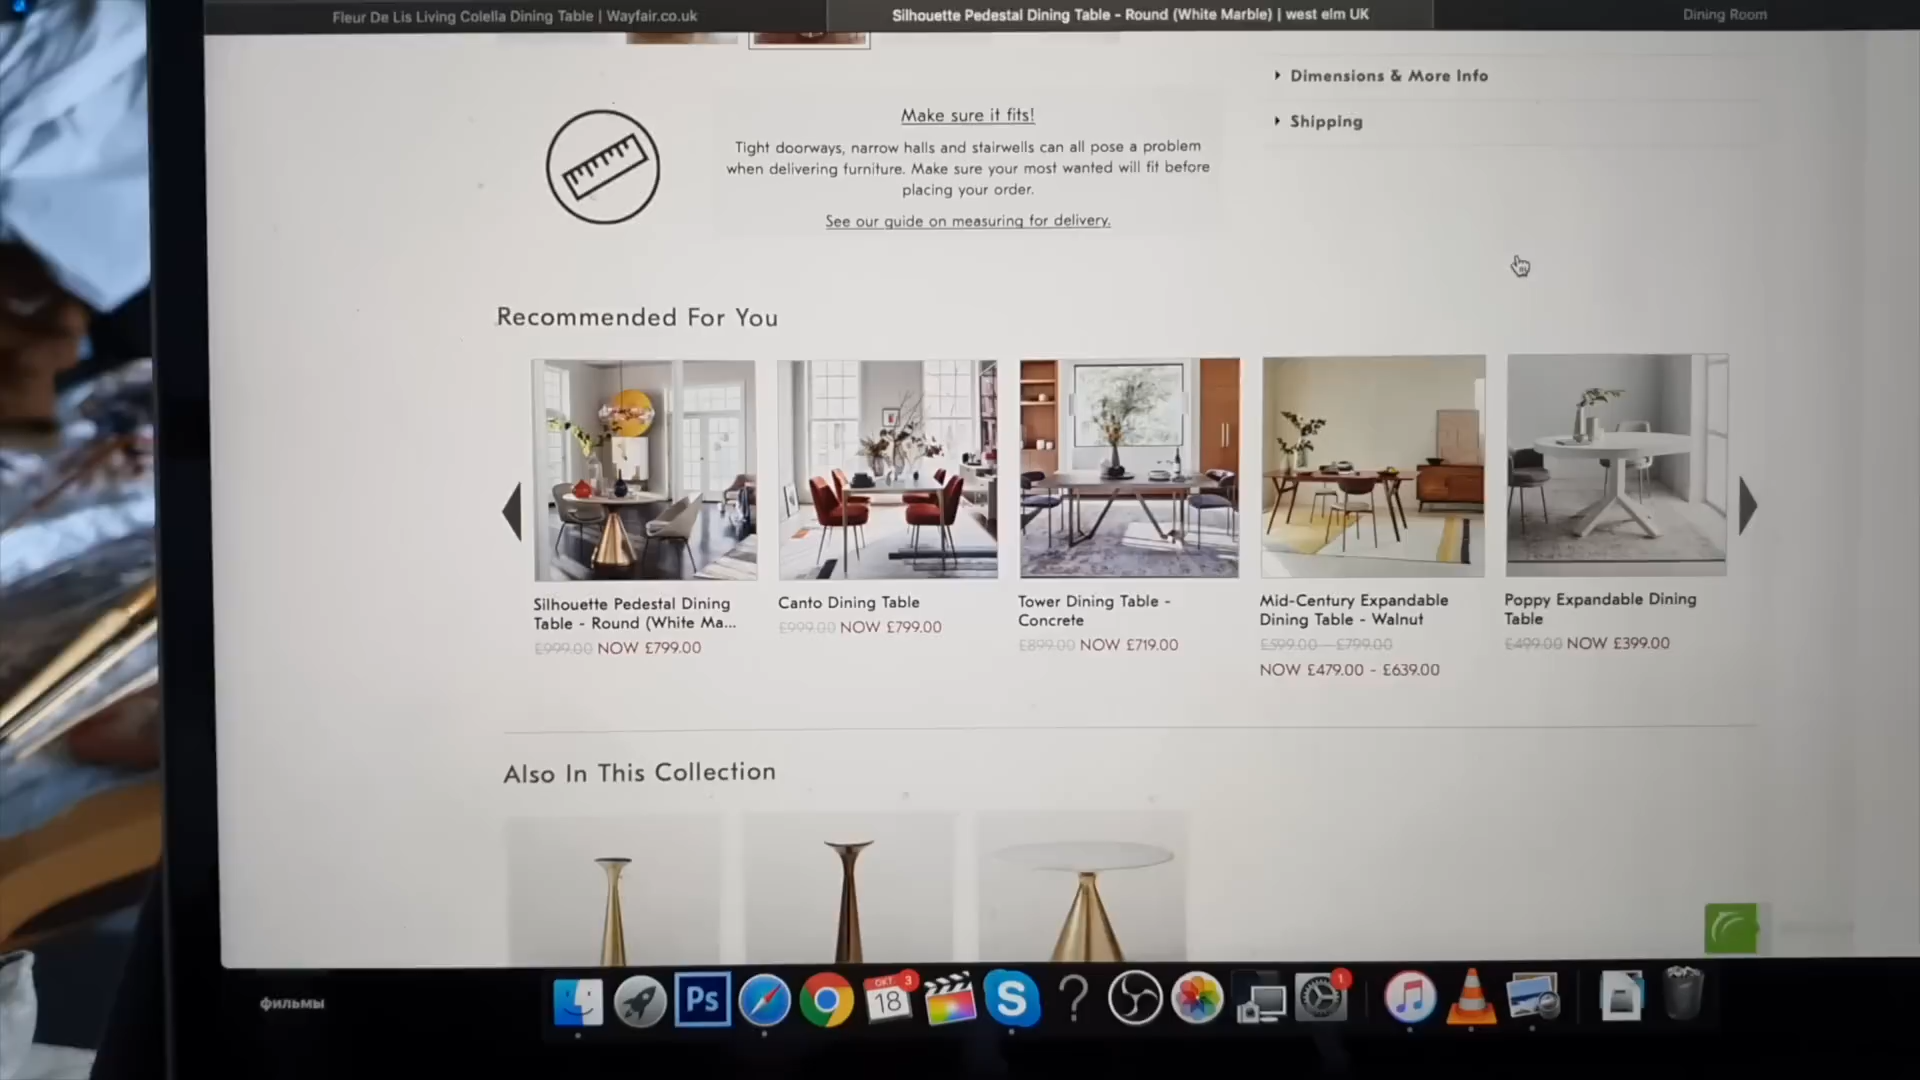 Fleur De Lis Living Colella Dining Table | Wayfair.co.uk
Silhouette Pedestal Dining Table - Round (White Marble) | west elm UK
Dining Room
Dimensions & More Info
Shipping
Make sure it fits!
Tight doorways, narrow halls and stairwells can all pose a problem
when delivering furniture. Make sure your most wanted will fit before
placing your order.
See our guide on measuring for delivery.
Recommended For You
Silhouette Pedestal Dining
Table - Round (White Ma...
£999.00 NOW £799.00
Canto Dining Table
£999.00 NOW £799.00
Tower Dining Table -
Concrete
£899.00 NOW £719.00
Mid-Century Expandable
Dining Table - Walnut
£599.00 - £799.00
NOW £479.00 - £639.00
Poppy Expandable Dining
Table
£499.00 NOW £399.00
Also In This Collection
фильмы
Ps
ОКТ
18
3
S
?
1